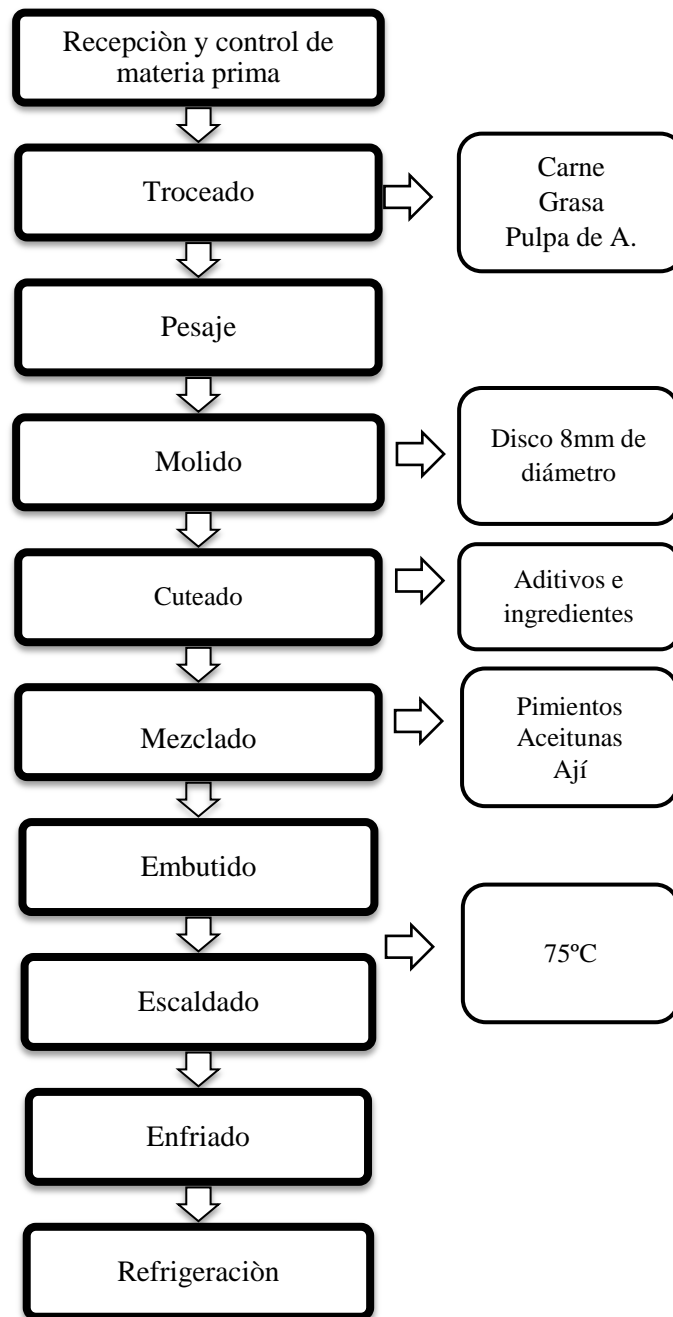 Recepciòn y control de
materia prima
Troceado
Carne
Grasa
Pulpa de A.
Pesaje
Molido
Disco 8mm de
diámetro
Cuteado
Aditivos e
ingredientes
Mezclado
Pimientos
Aceitunas
Ají
Embutido
75ºC
Escaldado
Enfriado
Refrigeraciòn